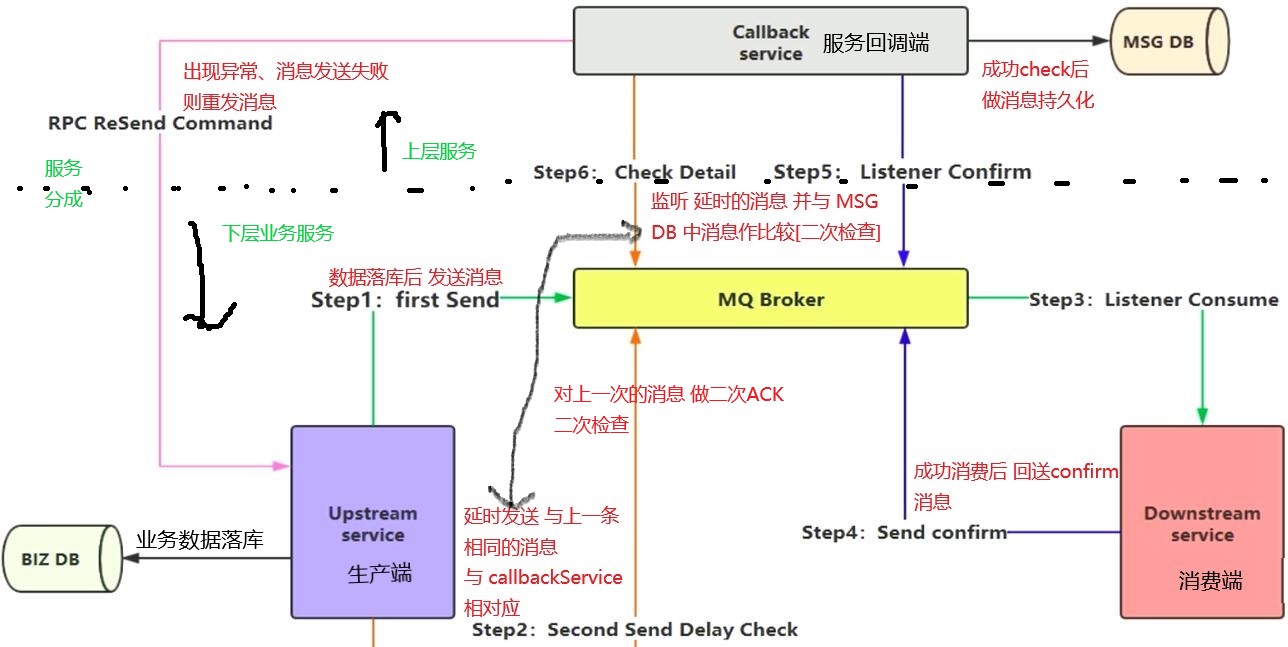 Callback
service
服务回调端
MSG DB
出现异常、消息发送失败
则重发消息
成功check后
做消息持久化
RPC ReSend Command
上层服务
服务
分成
Step6：Check Detail
Step5：Listener Confirm
监听 延时的消息 并与 MSG
DB 中消息作比较[二次检查]
下层业务服务
数据落库后 发送消息
Step1：first Send
MQ Broker
Step3：Listener Consume
对上一次的消息 做二次ACK
二次检查
成功消费后 回送confirm
消息
延时发送 与上一条
相同的消息
与 callbackService
相对应
Upstream
service
生产端
Step4：Send confirm
Downstream
service
消费端
业务数据落库
BIZ DB
Step2：Second Send Delay Check